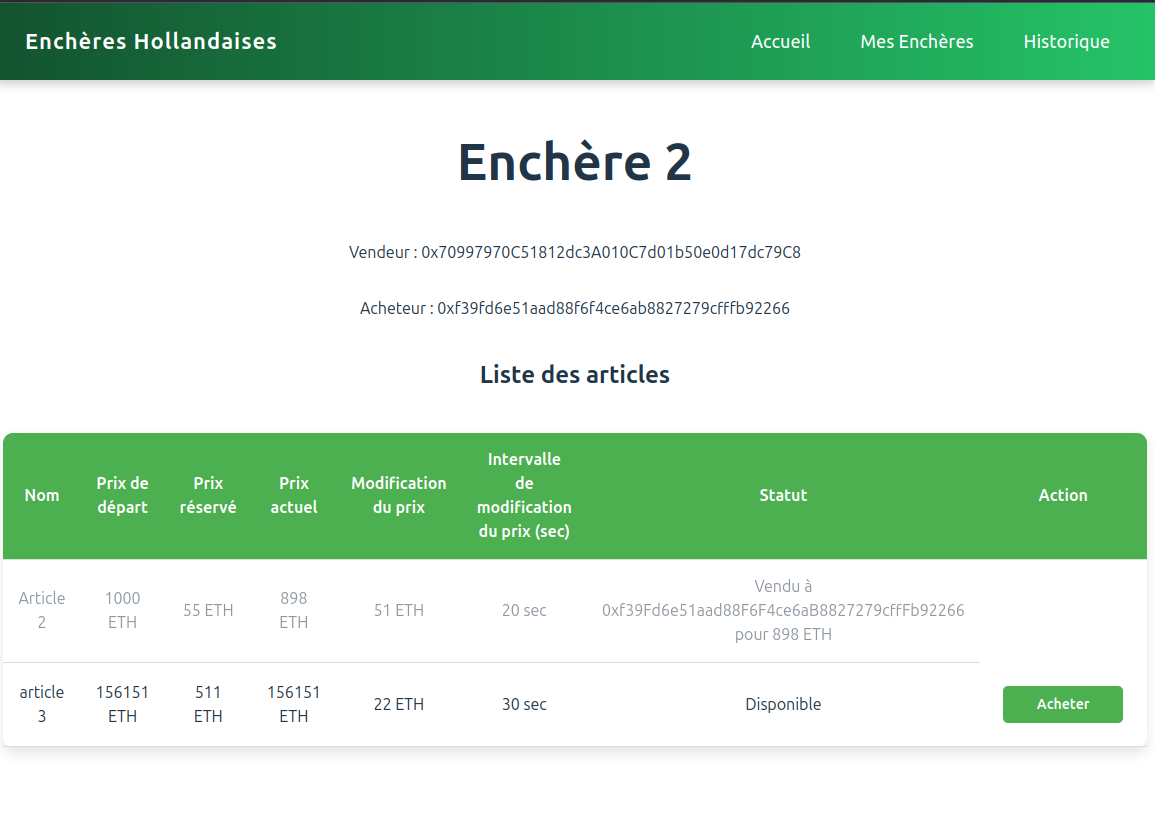 Enchères Hollandaises
Accueil
Mes Enchères
Historique
Enchère 2
Vendeur : 0x70997970C51812dc3A010C7d01b50e0d17dc79C8
Acheteur : 0xf39fd6e51aad88f6f4ce6ab8827279cfffb92266
Liste des articles
Nom
Prix de
départ
Prix
réservé
Prix
actuel
Modification
du prix
Intervalle
de
modification
du prix (sec)
Statut
Action
Article
2
1000
ETH
55 ETH
898
ETH
51 ETH
20 sec
Vendu à
0xf39Fd6e51aad88F6F4ce6aB8827279cffFb92266
pour 898 ETH
article
3
156151
ETH
511
ETH
156151
ETH
22 ETH
30 sec
Disponible
Acheter